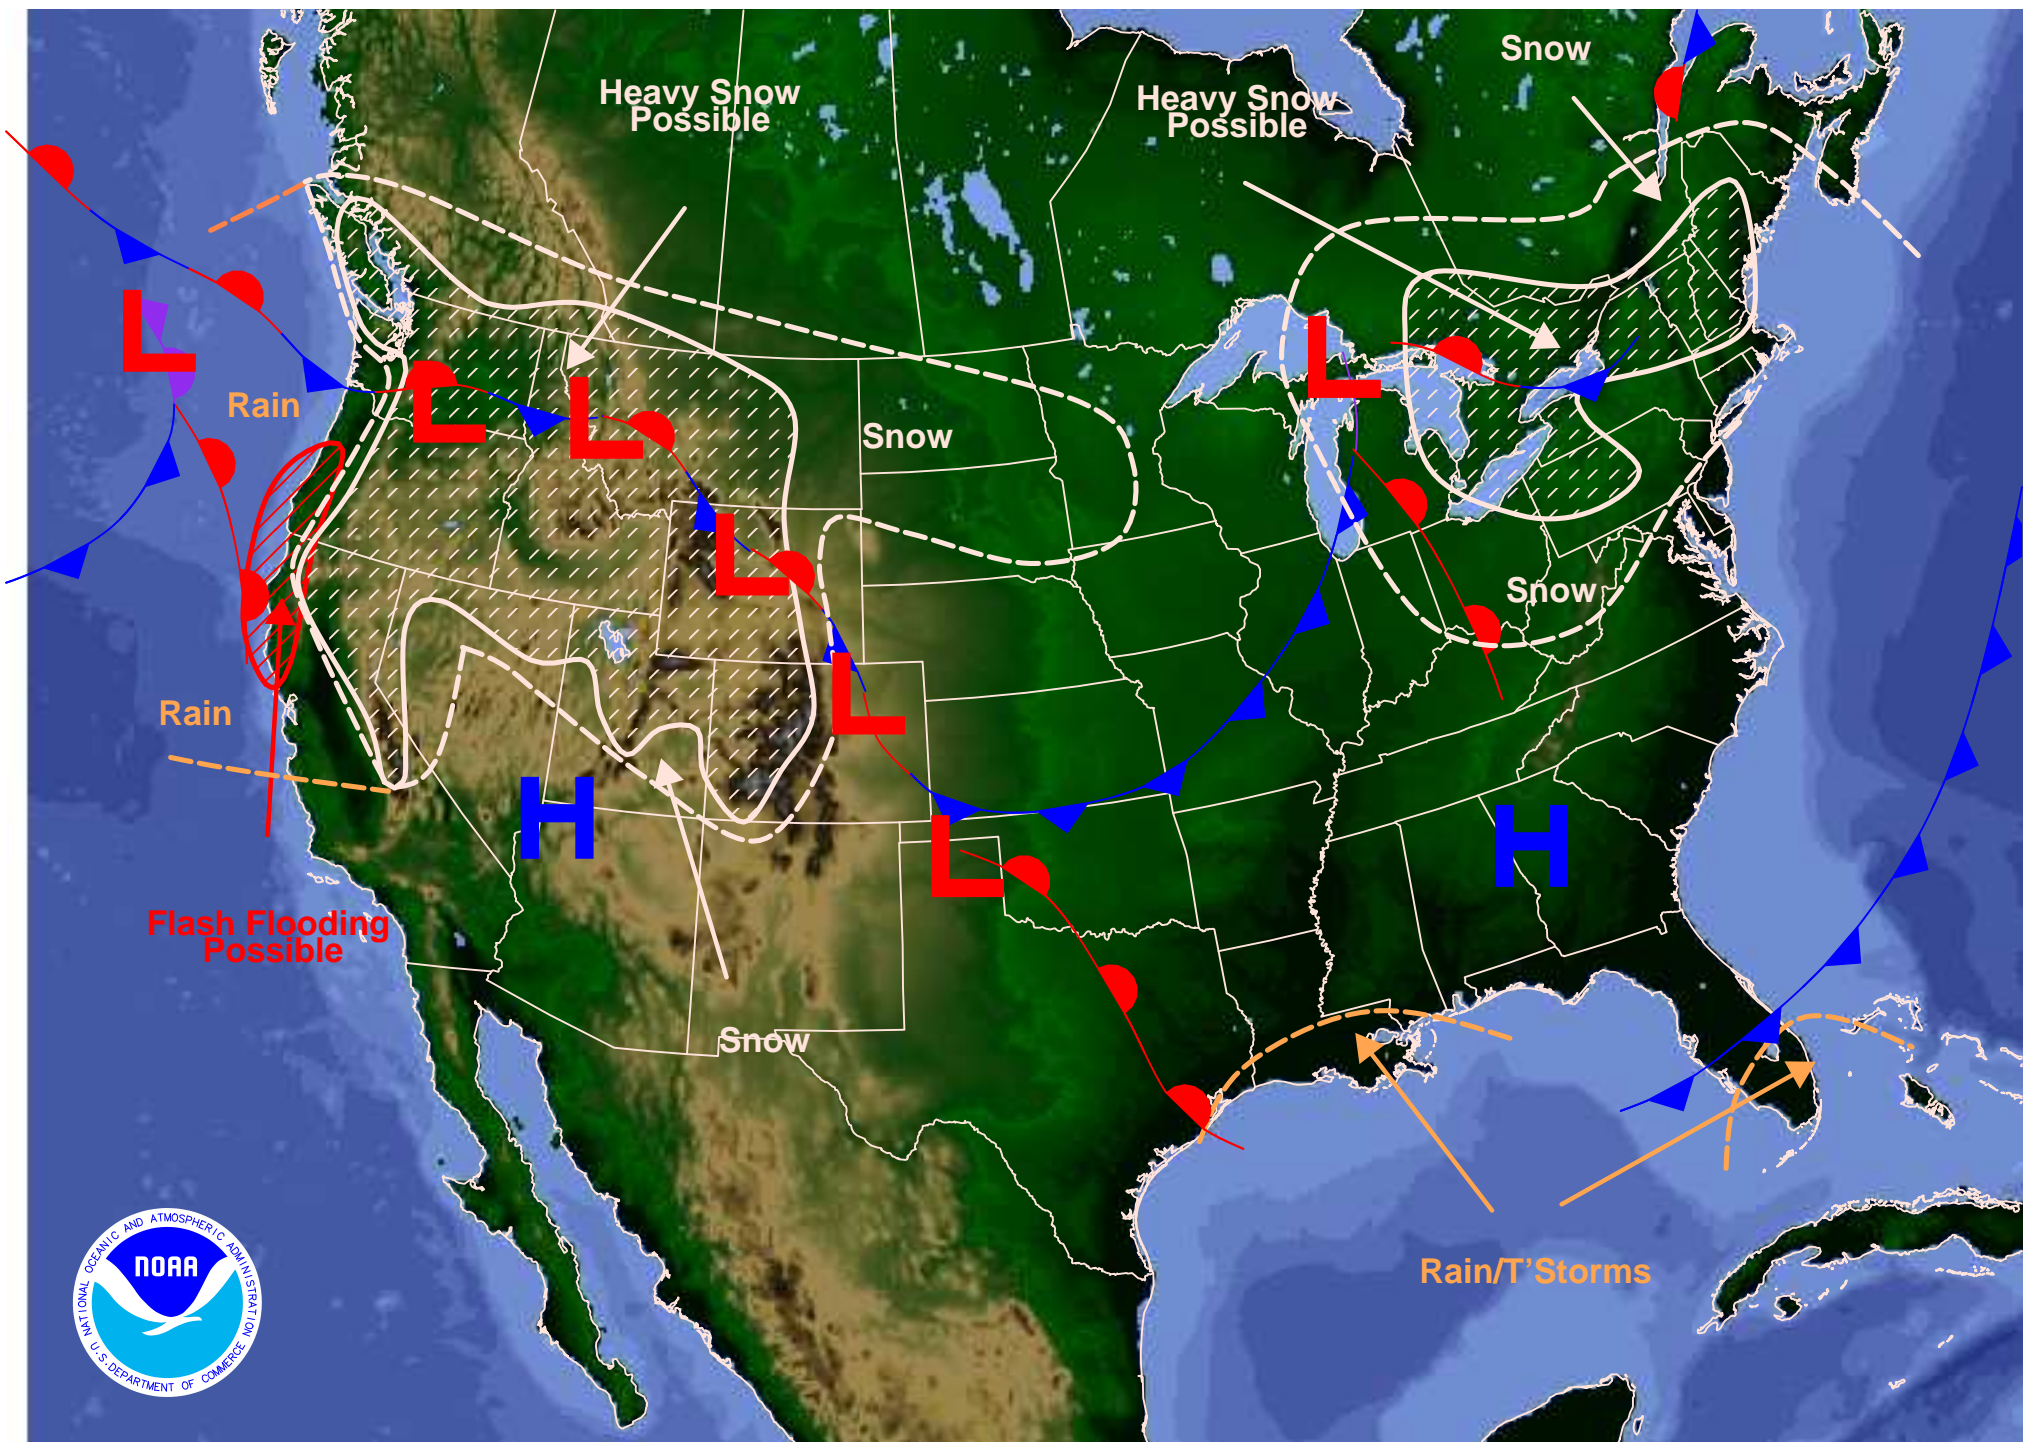 Snow
Heavy Snow
Possible
Heavy Snow
Possible
Rain
Snow
L
L
L
L
L
L
L
Snow
Rain
H
H
Flash Flooding
Possible
Snow
Rain/T'Storms
NOAA
NATIONAL OCEANIC AND ATMOSPHERIC ADMINISTRATION
U.S. DEPARTMENT OF COMMERCE